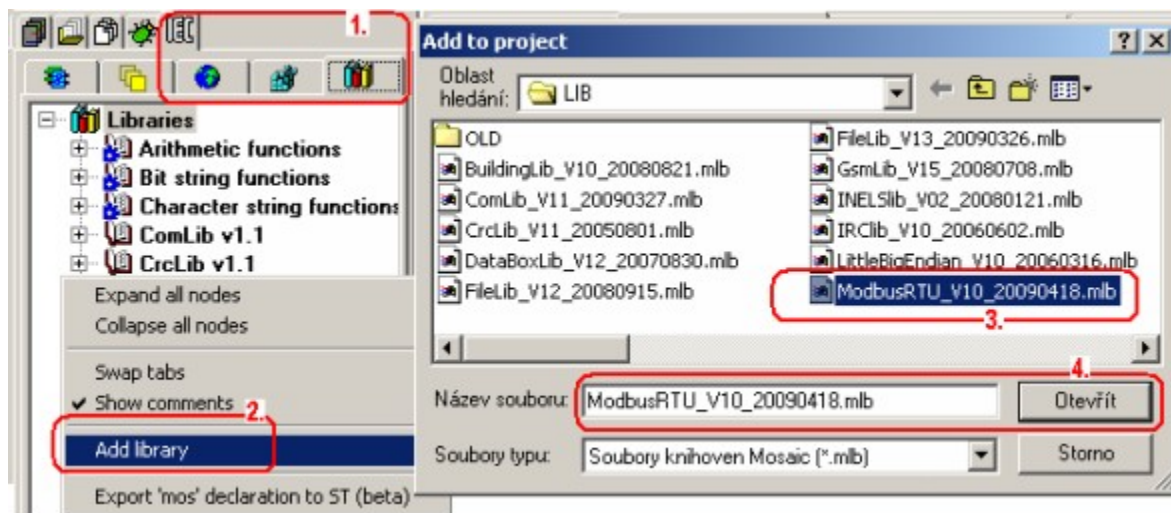 IEC
1.
Libraries
Arithmetic functions
Bit string functions
Character string functions
ComLib v1.1
CrcLib v1.1
Expand all nodes
Collapse all nodes
Swap tabs
Show comments
2.
Add library
Export 'mos' declaration to ST (beta)
Add to project
Oblast
hledání: LIB
OLD
BuildingLib_V10_20080821.mlb
ComLib_V11_20090327.mlb
CrcLib_V11_20050801.mlb
DataBoxLib_V12_20070830.mlb
FileLib_V12_20080915.mlb
FileLib_V13_20090326.mlb
GsmLib_V15_20080708.mlb
INELSlib_V02_20080121.mlb
IRClib_V10_20060602.mlb
LittleBigEndian_V10_20060316.mlb
ModbusRTU_V10_20090418.mlb
3.
4.
Název souboru: ModbusRTU_V10_20090418.mlb Otevřít
Soubory typu: Soubory knihoven Mosaic (*.mlb) Storno